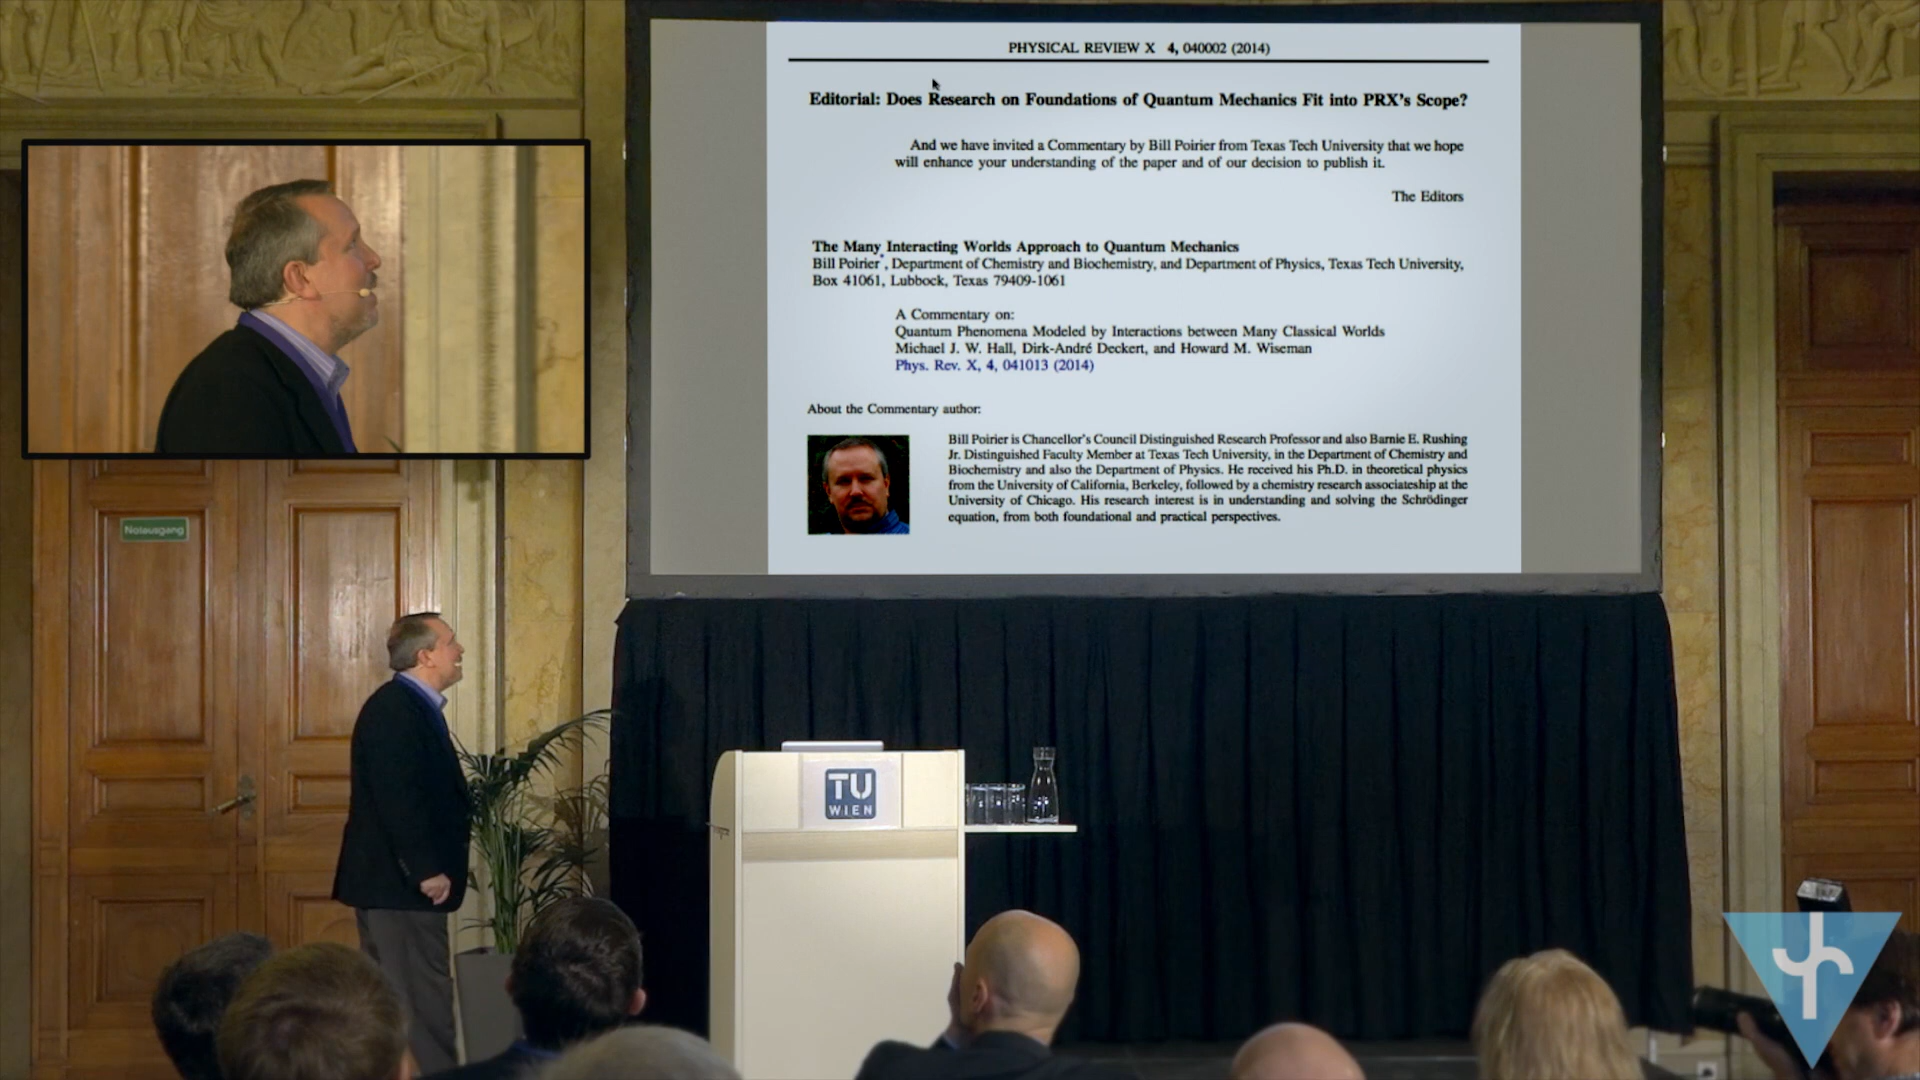 PHYSICAL REVIEW X 4, 040002 (2014)
Editorial: Does Research on Foundations of Quantum Mechanics Fit into PRX's Scope?
And we have invited a Commentary by Bill Poirier from Texas Tech University that we hope
will enhance your understanding of the paper and of our decision to publish it.
The Editors
The Many Interacting Worlds Approach to Quantum Mechanics
Bill Poirier*, Department of Chemistry and Biochemistry, and Department of Physics, Texas Tech University,
Box 41061, Lubbock, Texas 79409-1061
A Commentary on:
Quantum Phenomena Modeled by Interactions between Many Classical Worlds
Michael J. W. Hall, Dirk-André Deckert, and Howard M. Wiseman
Phys. Rev. X, 4, 041013 (2014)
About the Commentary author:
Bill Poirier is Chancellor's Council Distinguished Research Professor and also Barnie E. Rushing
Jr. Distinguished Faculty Member at Texas Tech University, in the Department of Chemistry and
Biochemistry and also the Department of Physics. He received his Ph.D. in theoretical physics
from the University of California, Berkeley, followed by a chemistry research associateship at the
University of Chicago. His research interest is in understanding and solving the Schrödinger
equation, from both foundational and practical perspectives.
Notausgang
TU
WIEN